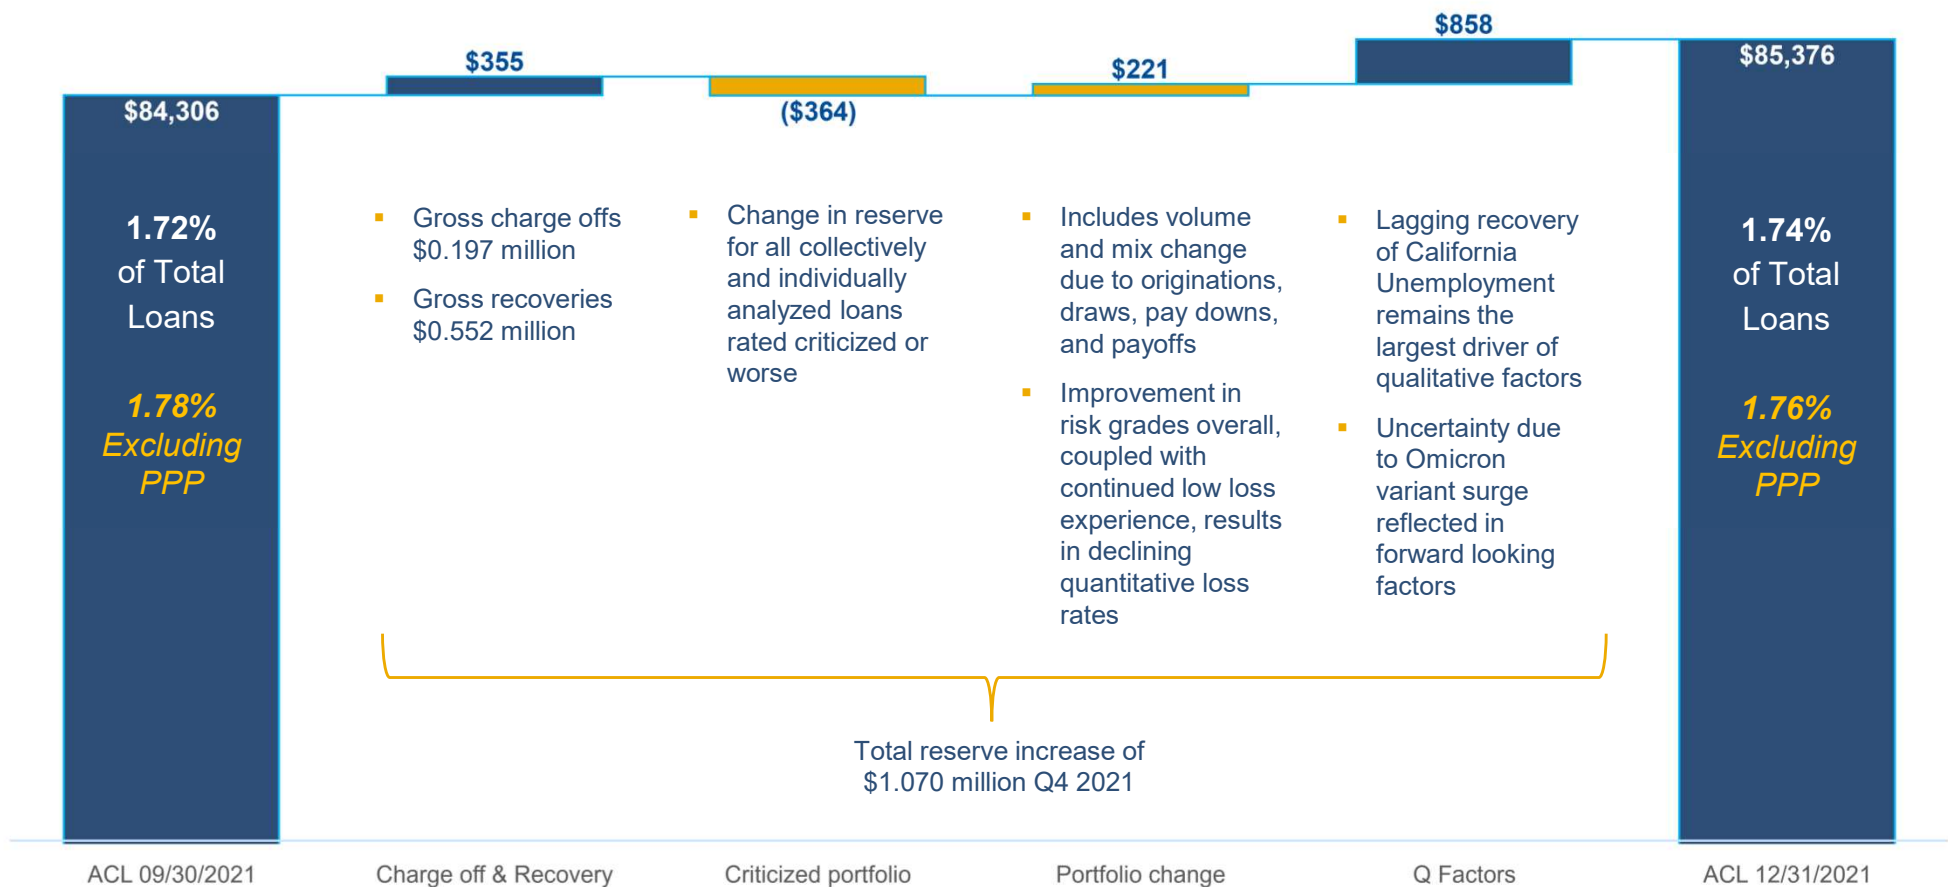 $84,306
1.72%
of Total
Loans
1.78%
Excluding
PPP
$355
▪ Gross charge offs
$0.197 million
▪ Gross recoveries
$0.552 million
($364)
▪ Change in reserve
for all collectively
and individually
analyzed loans
rated criticized or
worse
$221
▪ Includes volume
and mix change
due to originations,
draws, pay downs,
and payoffs
▪ Improvement in
risk grades overall,
coupled with
continued low loss
experience, results
in declining
quantitative loss
rates
$858
▪ Lagging recovery
of California
Unemployment
remains the
largest driver of
qualitative factors
▪ Uncertainty due
to Omicron
variant surge
reflected in
forward looking
factors
$85,376
1.74%
of Total
Loans
1.76%
Excluding
PPP
Total reserve increase of
$1.070 million Q4 2021
ACL 09/30/2021
Charge off & Recovery
Criticized portfolio
Portfolio change
Q Factors
ACL 12/31/2021